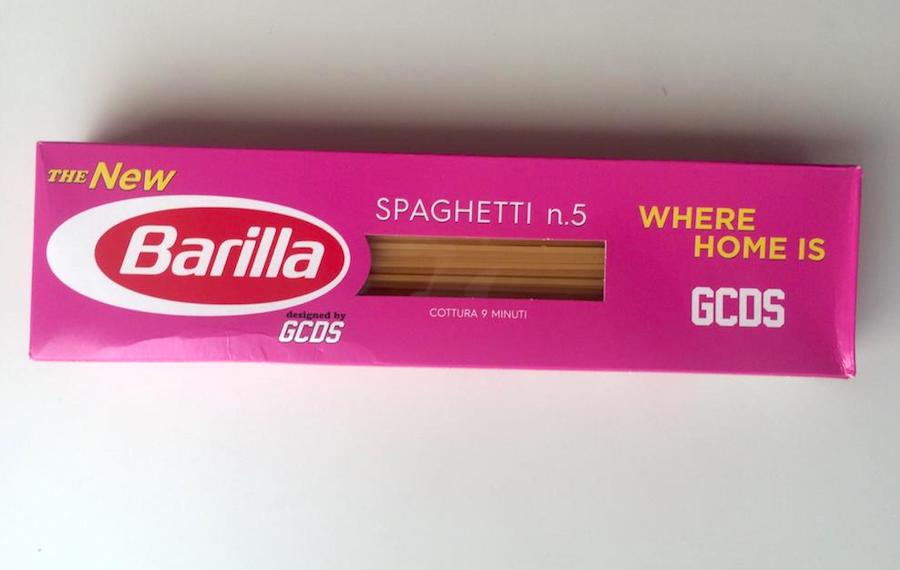 THE New
Barilla
designed by
GCDS
SPAGHETTI n.5
COTTURA 9 MINUTI
WHERE
HOME IS
GCDS